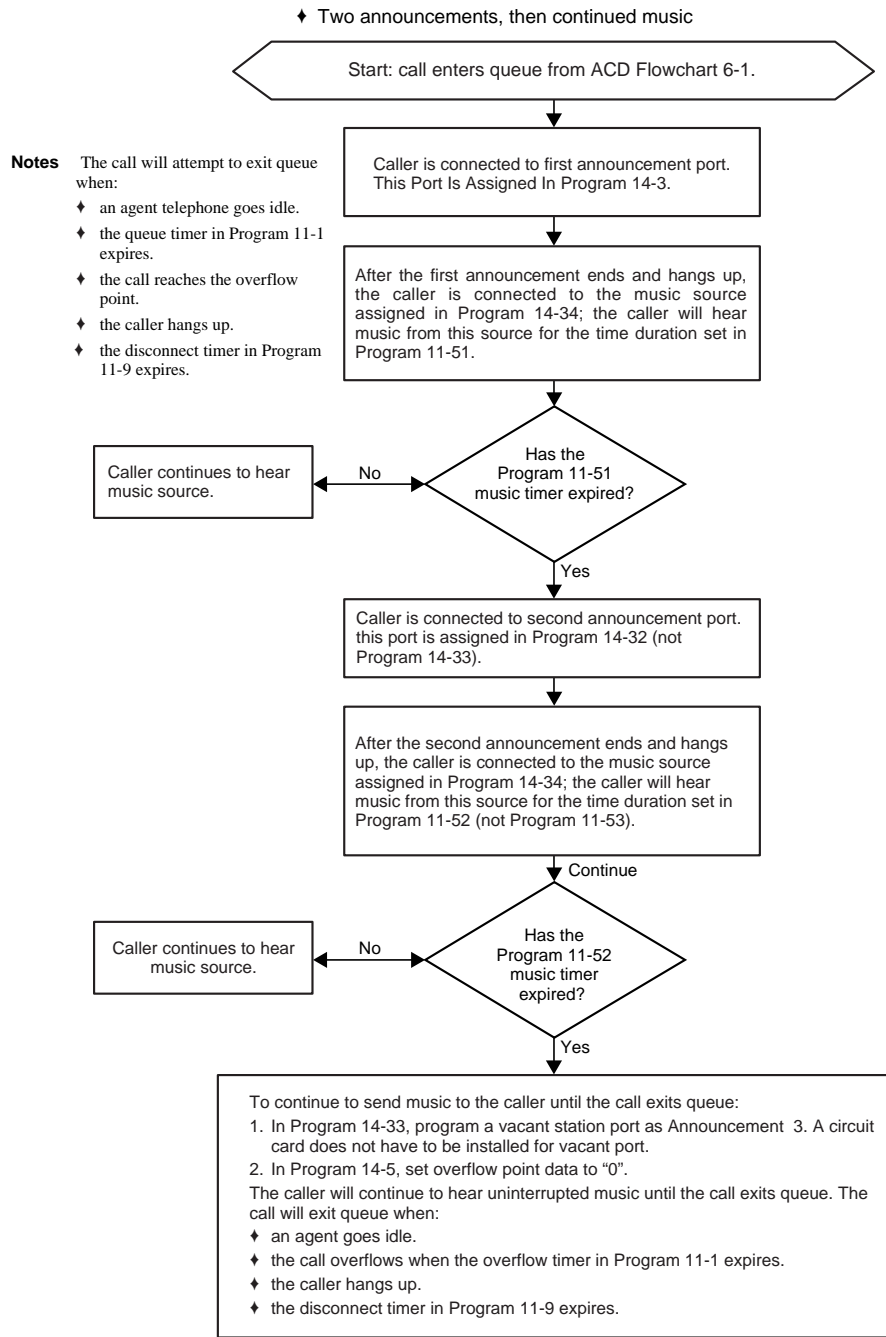 ♦ Two announcements, then continued music
Start: call enters queue from ACD Flowchart 6-1.
Notes The call will attempt to exit queue
when:
♦ an agent telephone goes idle.
♦ the queue timer in Program 11-1
expires.
♦ the call reaches the overflow
point.
♦ the caller hangs up.
♦ the disconnect timer in Program
11-9 expires.
Caller is connected to first announcement port.
This Port Is Assigned In Program 14-3.
After the first announcement ends and hangs up,
the caller is connected to the music source
assigned in Program 14-34; the caller will hear
music from this source for the time duration set in
Program 11-51.
Has the
Program 11-51
music timer expired?
No
Caller continues to hear
music source.
Yes
Caller is connected to second announcement port.
this port is assigned in Program 14-32 (not
Program 14-33).
After the second announcement ends and hangs
up, the caller is connected to the music source
assigned in Program 14-34; the caller will hear
music from this source for the time duration set in
Program 11-52 (not Program 11-53).
Continue
Has the
Program 11-52
music timer
expired?
No
Caller continues to hear
music source.
Yes
To continue to send music to the caller until the call exits queue:
1. In Program 14-33, program a vacant station port as Announcement 3. A circuit
card does not have to be installed for vacant port.
2. In Program 14-5, set overflow point data to “0”.
The caller will continue to hear uninterrupted music until the call exits queue. The
call will exit queue when:
♦ an agent goes idle.
♦ the call overflows when the overflow timer in Program 11-1 expires.
♦ the caller hangs up.
♦ the disconnect timer in Program 11-9 expires.